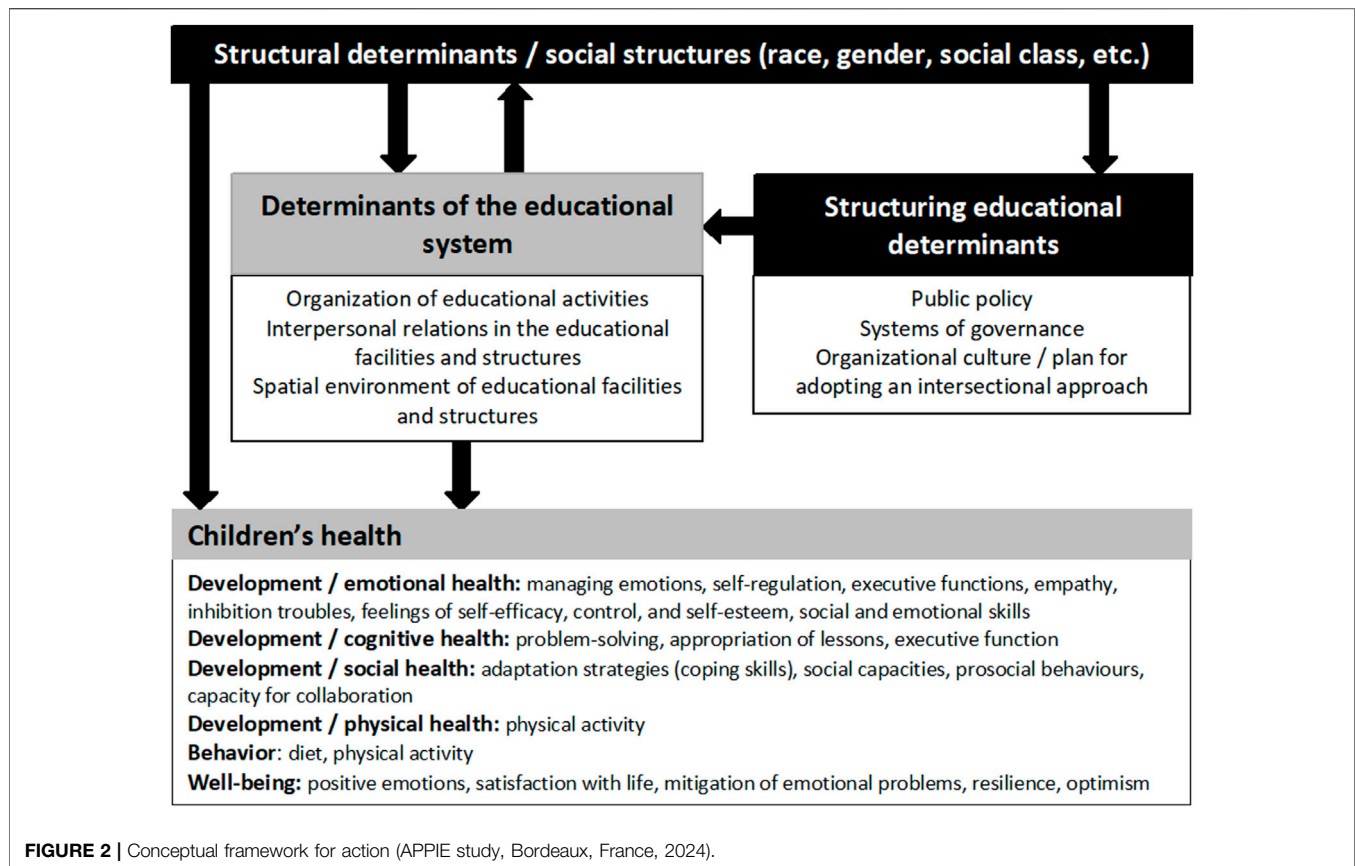 Structural determinants / social structures (race, gender, social class, etc.)
Determinants of the educational
system
Organization of educational activities
Interpersonal relations in the educational
facilities and structures
Spatial environment of educational facilities
and structures
Structuring educational
determinants
Public policy
Systems of governance
Organizational culture / plan for
adopting an intersectional approach
Children's health
Development / emotional health: managing emotions, self-regulation, executive functions, empathy,
inhibition troubles, feelings of self-efficacy, control, and self-esteem, social and emotional skills
Development / cognitive health: problem-solving, appropriation of lessons, executive function
Development / social health: adaptation strategies (coping skills), social capacities, prosocial behaviours,
capacity for collaboration
Development / physical health: physical activity
Behavior: diet, physical activity
Well-being: positive emotions, satisfaction with life, mitigation of emotional problems, resilience, optimism
FIGURE 2 | Conceptual framework for action (APPIE study, Bordeaux, France, 2024).